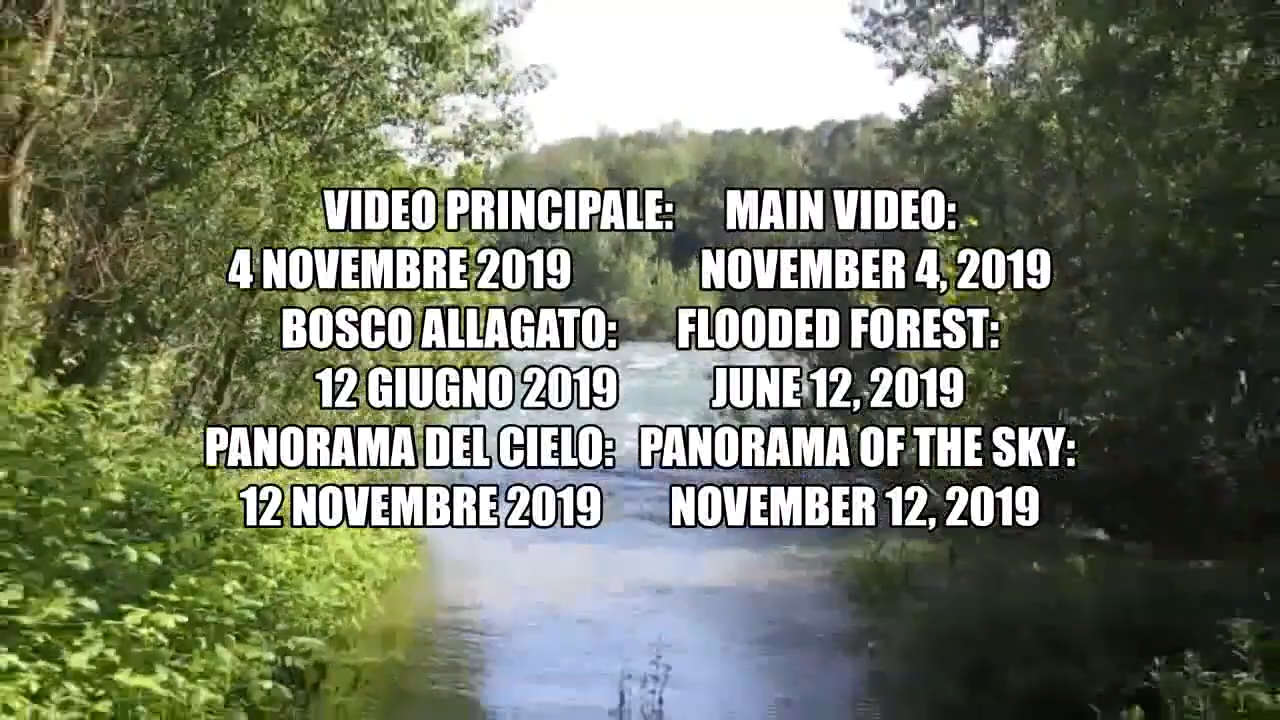 VIDEO PRINCIPALE: MAIN VIDEO:
4 NOVEMBRE 2019 NOVEMBER 4, 2019
BOSCO ALLAGATO: FLOODED FOREST:
12 GIUGNO 2019 JUNE 12, 2019
PANORAMA DEL CIELO: PANORAMA OF THE SKY:
12 NOVEMBRE 2019 NOVEMBER 12, 2019